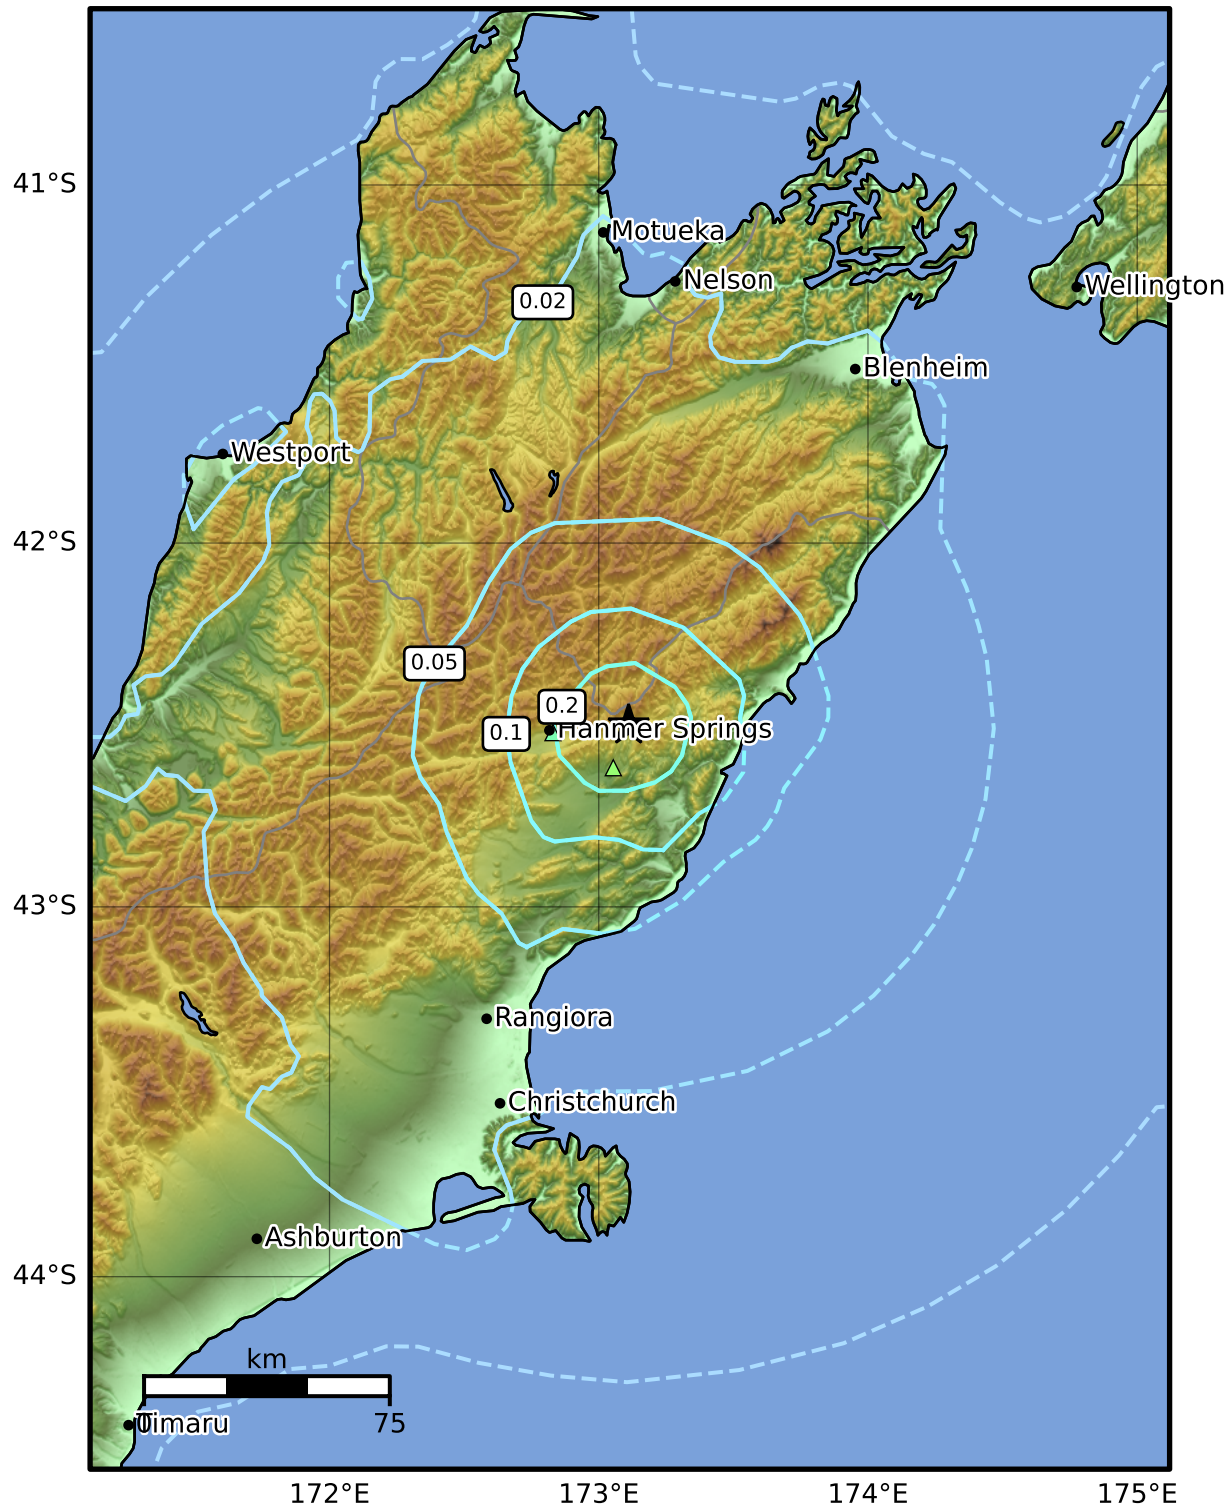 41°S
Motueka
Nelson
Wellington
0.02
Blenheim
Westport
42°S
0.05
0.2
0.1
Hanmer Springs
43°S
Rangiora
Christchurch
Ashburton
44°S
km
0
75
Timaru
172°E
173°E
174°E
175°E